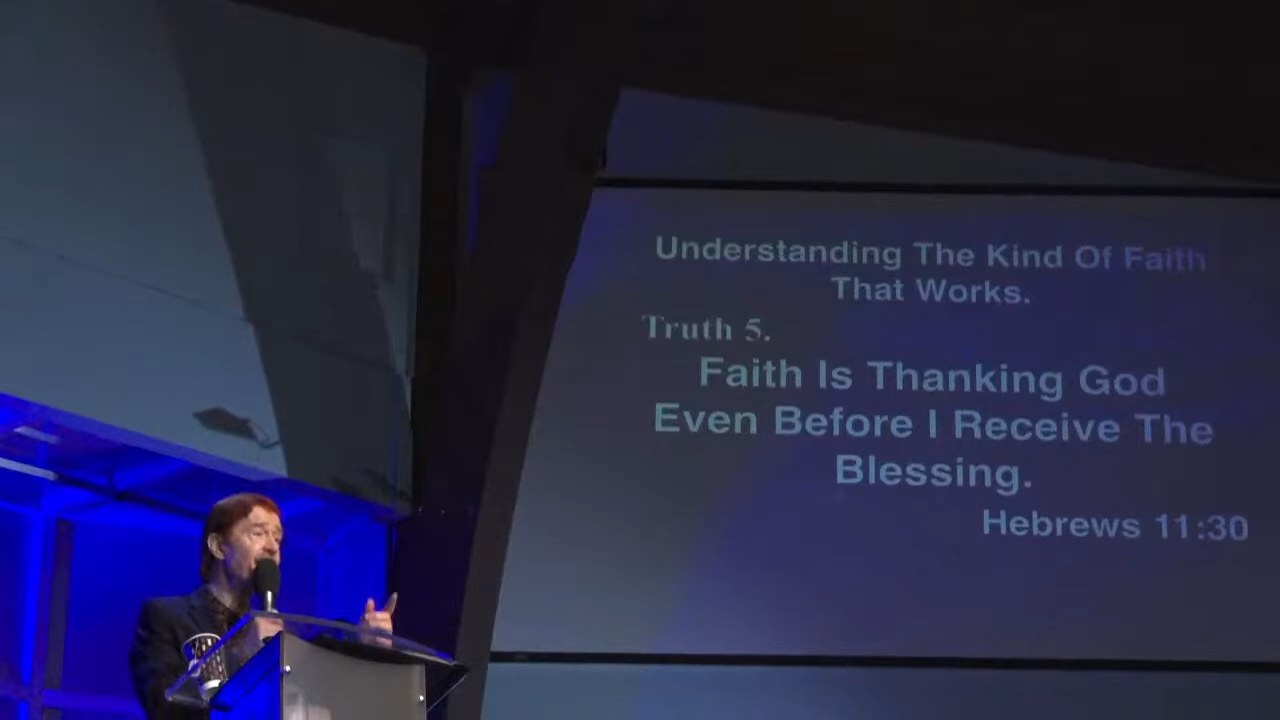 Understanding The Kind Of Faith
That Works.
Truth 5.
Faith Is Thanking God
Even Before I Receive The
Blessing.
Hebrews 11:30